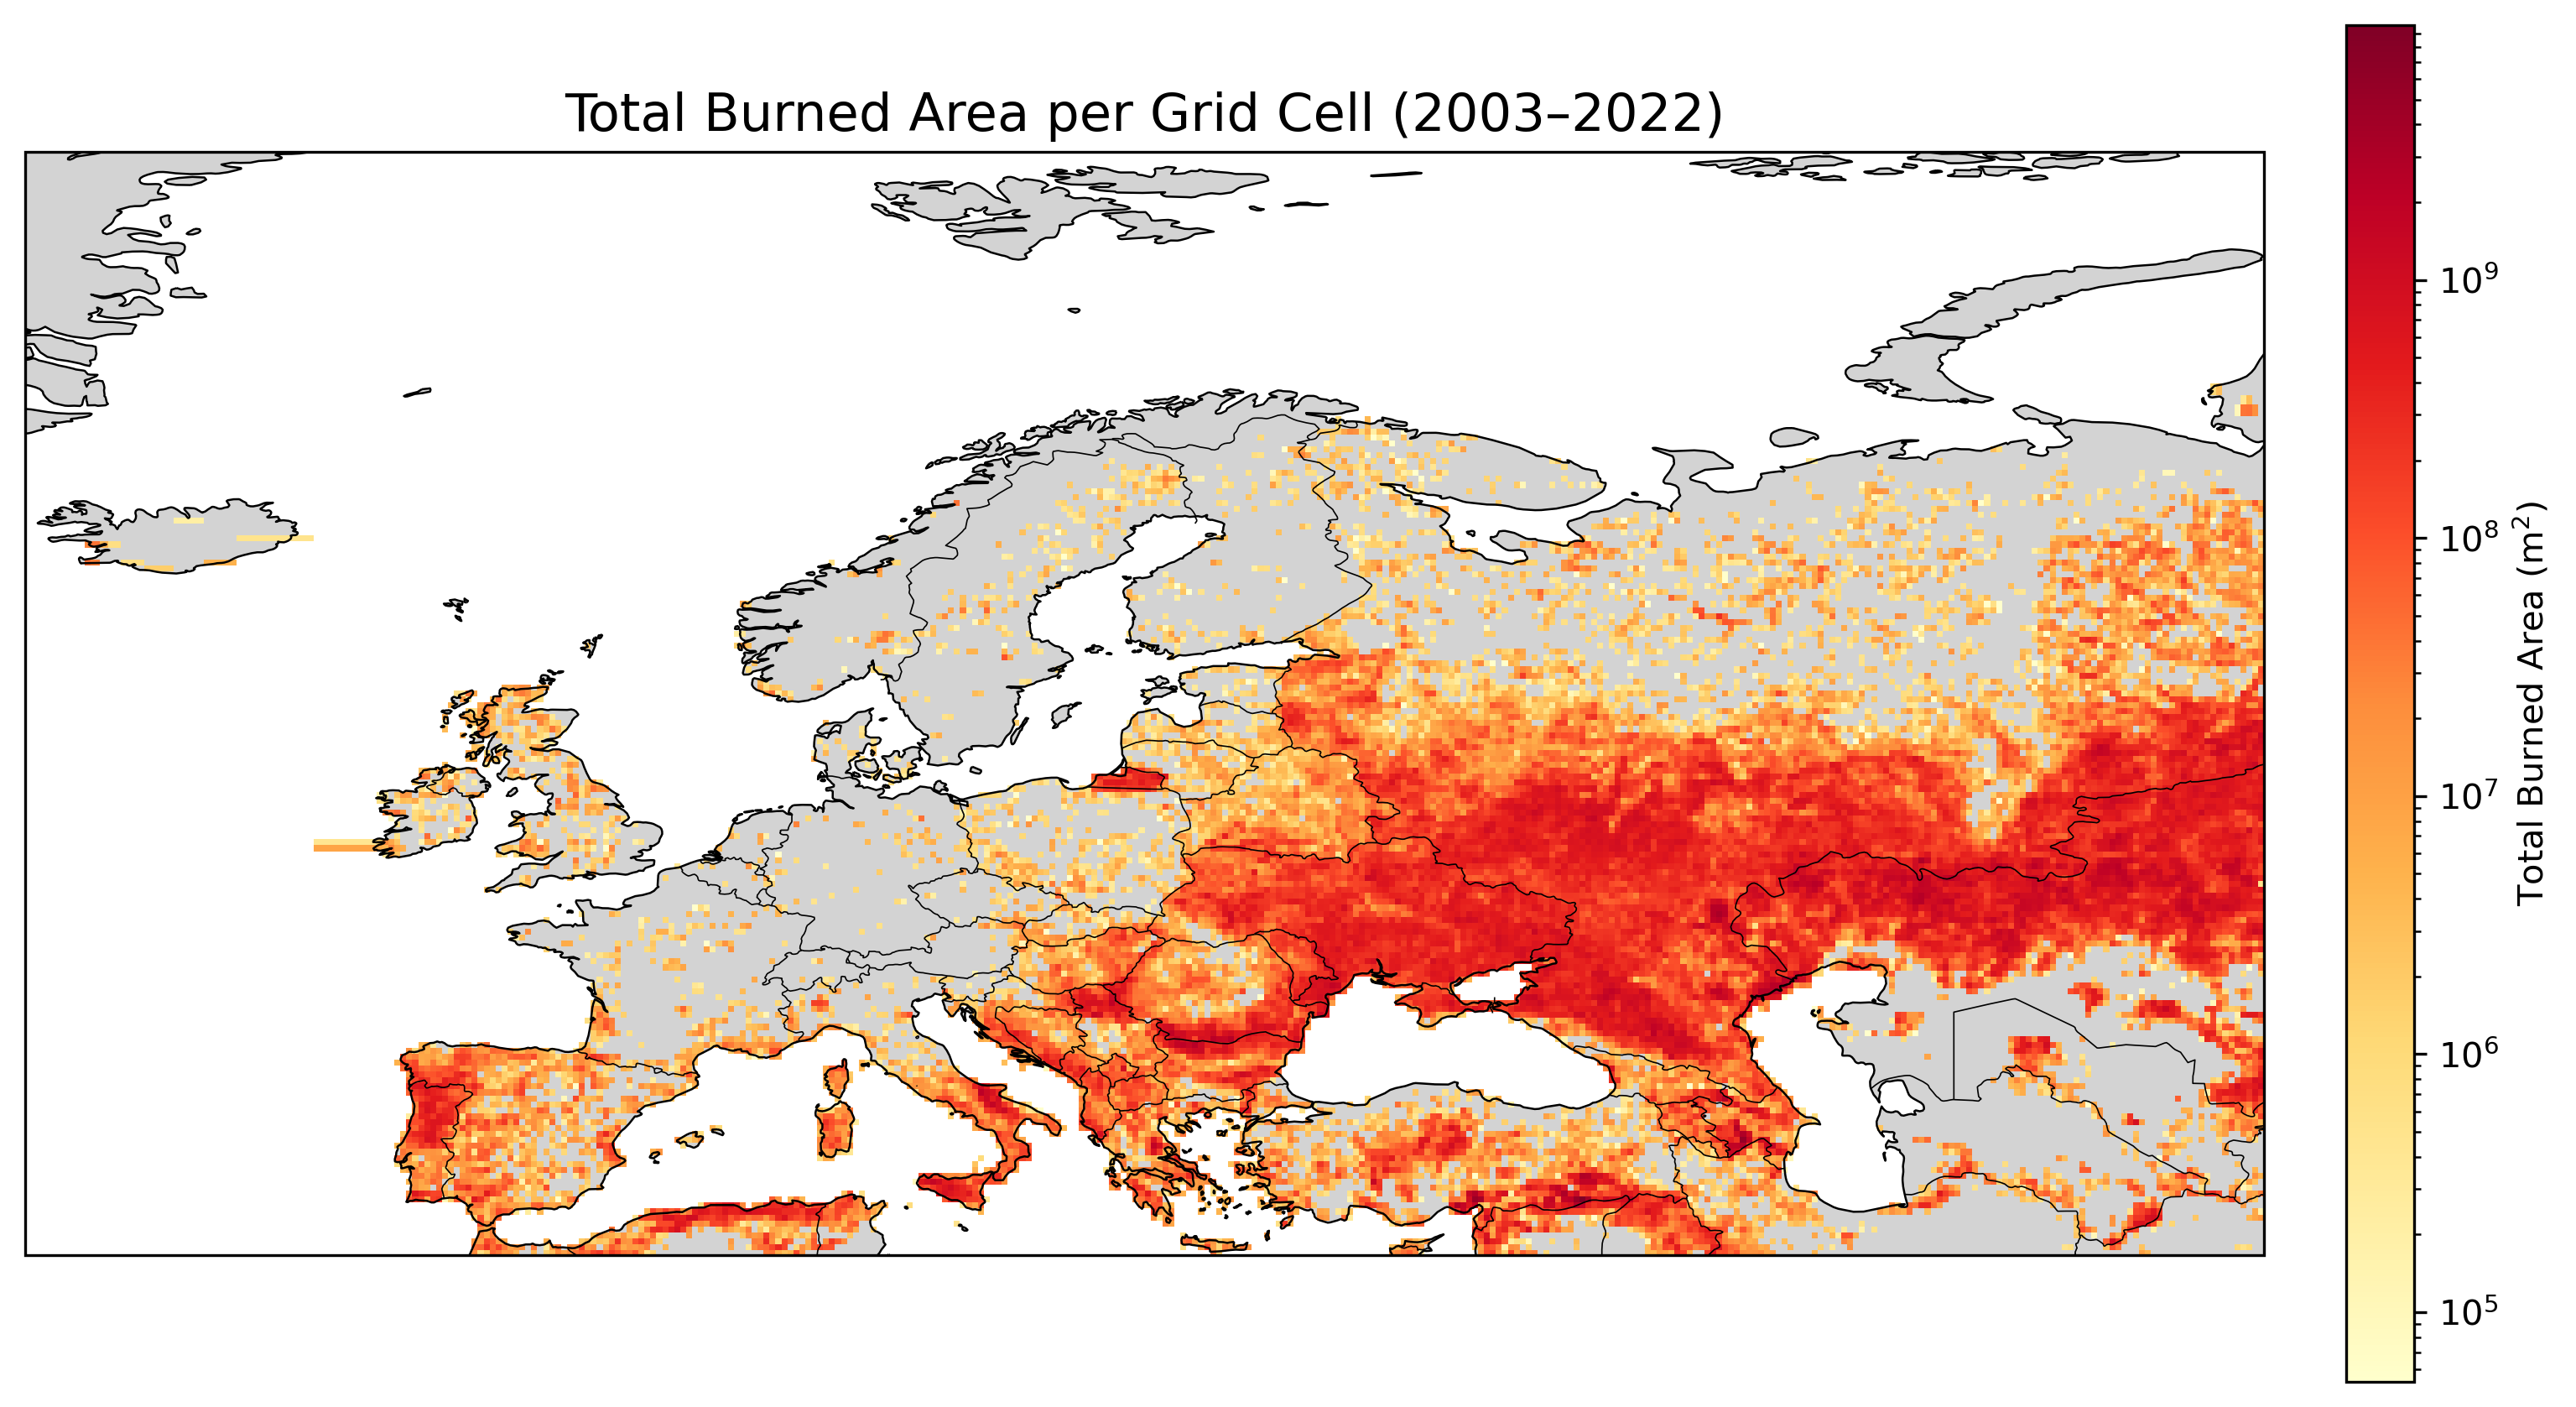 Total Burned Area per Grid Cell (2003–2022)
10⁹
10⁸
10⁷
10⁶
10⁵
Total Burned Area (m²)